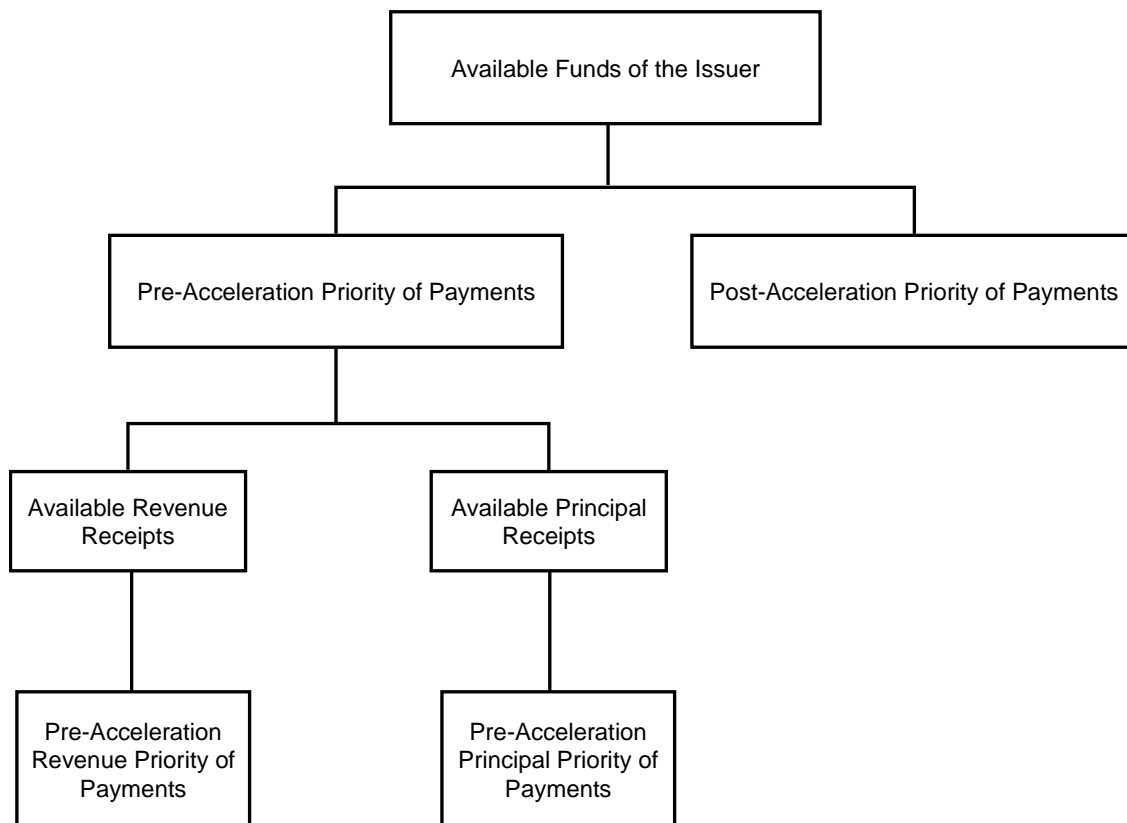 Available Funds of the Issuer
Pre-Acceleration Priority of Payments
Post-Acceleration Priority of Payments
Available Revenue
Receipts
Available Principal
Receipts
Pre-Acceleration
Revenue Priority of
Payments
Pre-Acceleration
Principal Priority of
Payments